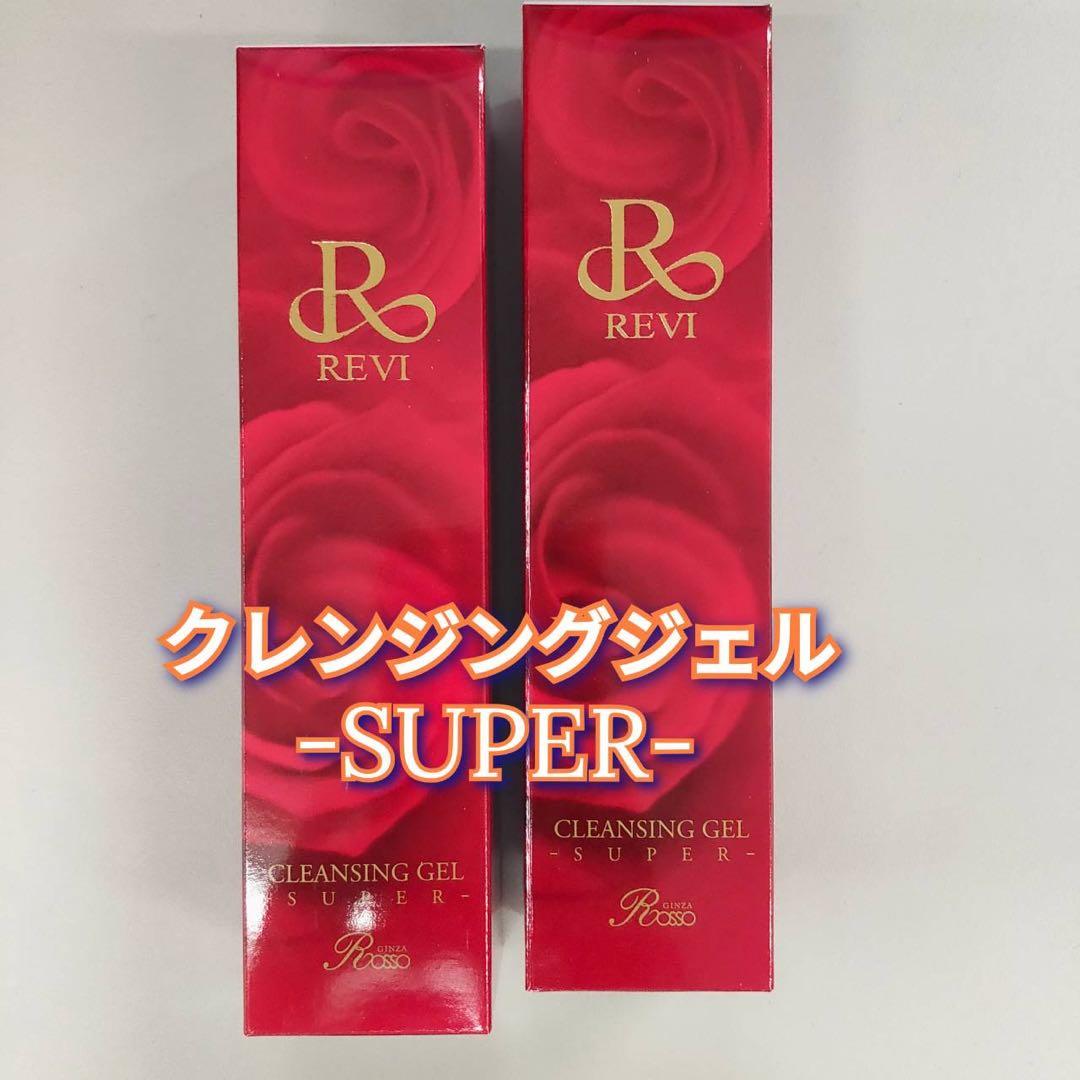 R
REVI
R
REVI
クレンジングジェル
-SUPER-
CLEANSING GEL
-SUPER-
GINZA
Rosso
CLEANSING GEL
SUPER-
GINZA
Rosso